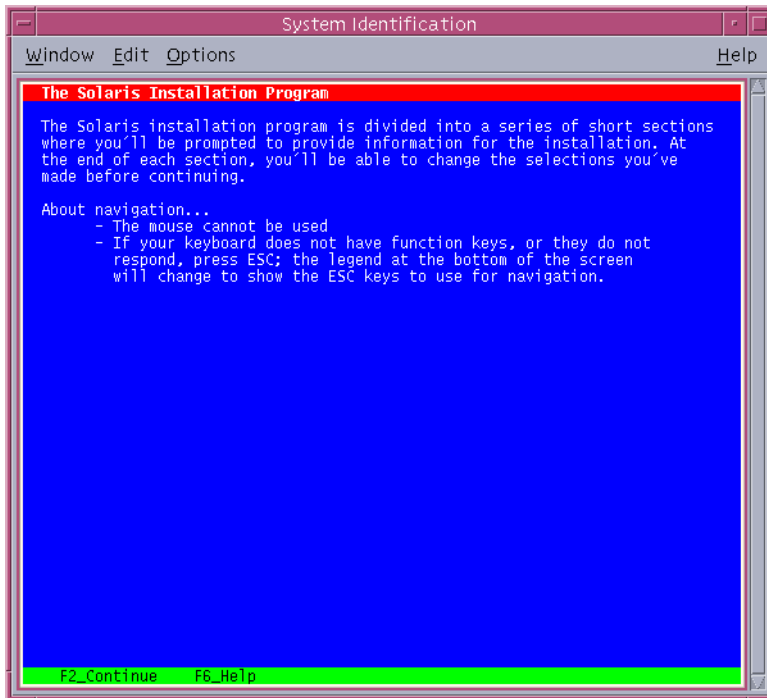 System Identification
Window Edit Options Help
The Solaris Installation Program
The Solaris installation program is divided into a series of short sections
where you´ll be prompted to provide information for the installation. At
the end of each section, you´ll be able to change the selections you´ve
made before continuing.
About navigation...
- The mouse cannot be used
- If your keyboard does not have function keys, or they do not
respond, press ESC; the legend at the bottom of the screen
will change to show the ESC keys to use for navigation.
F2_Continue F6_Help